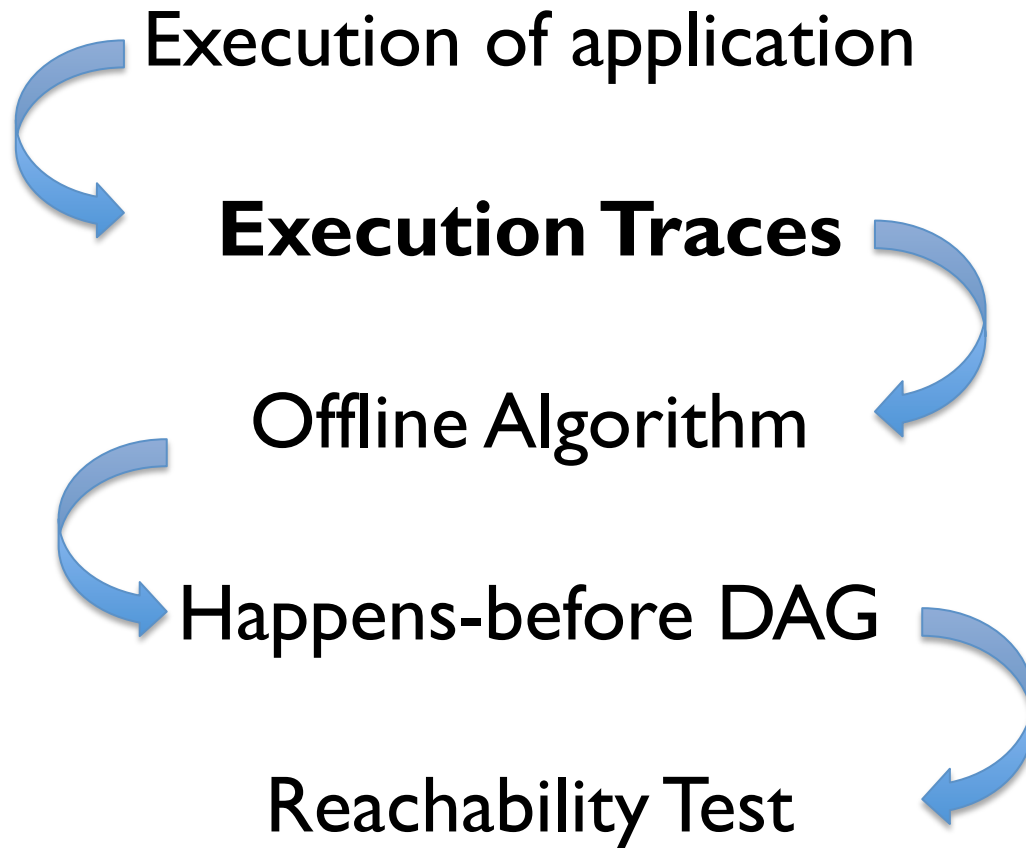 Execution of application
Execution Traces
Offline Algorithm
Happens-before DAG
Reachability Test